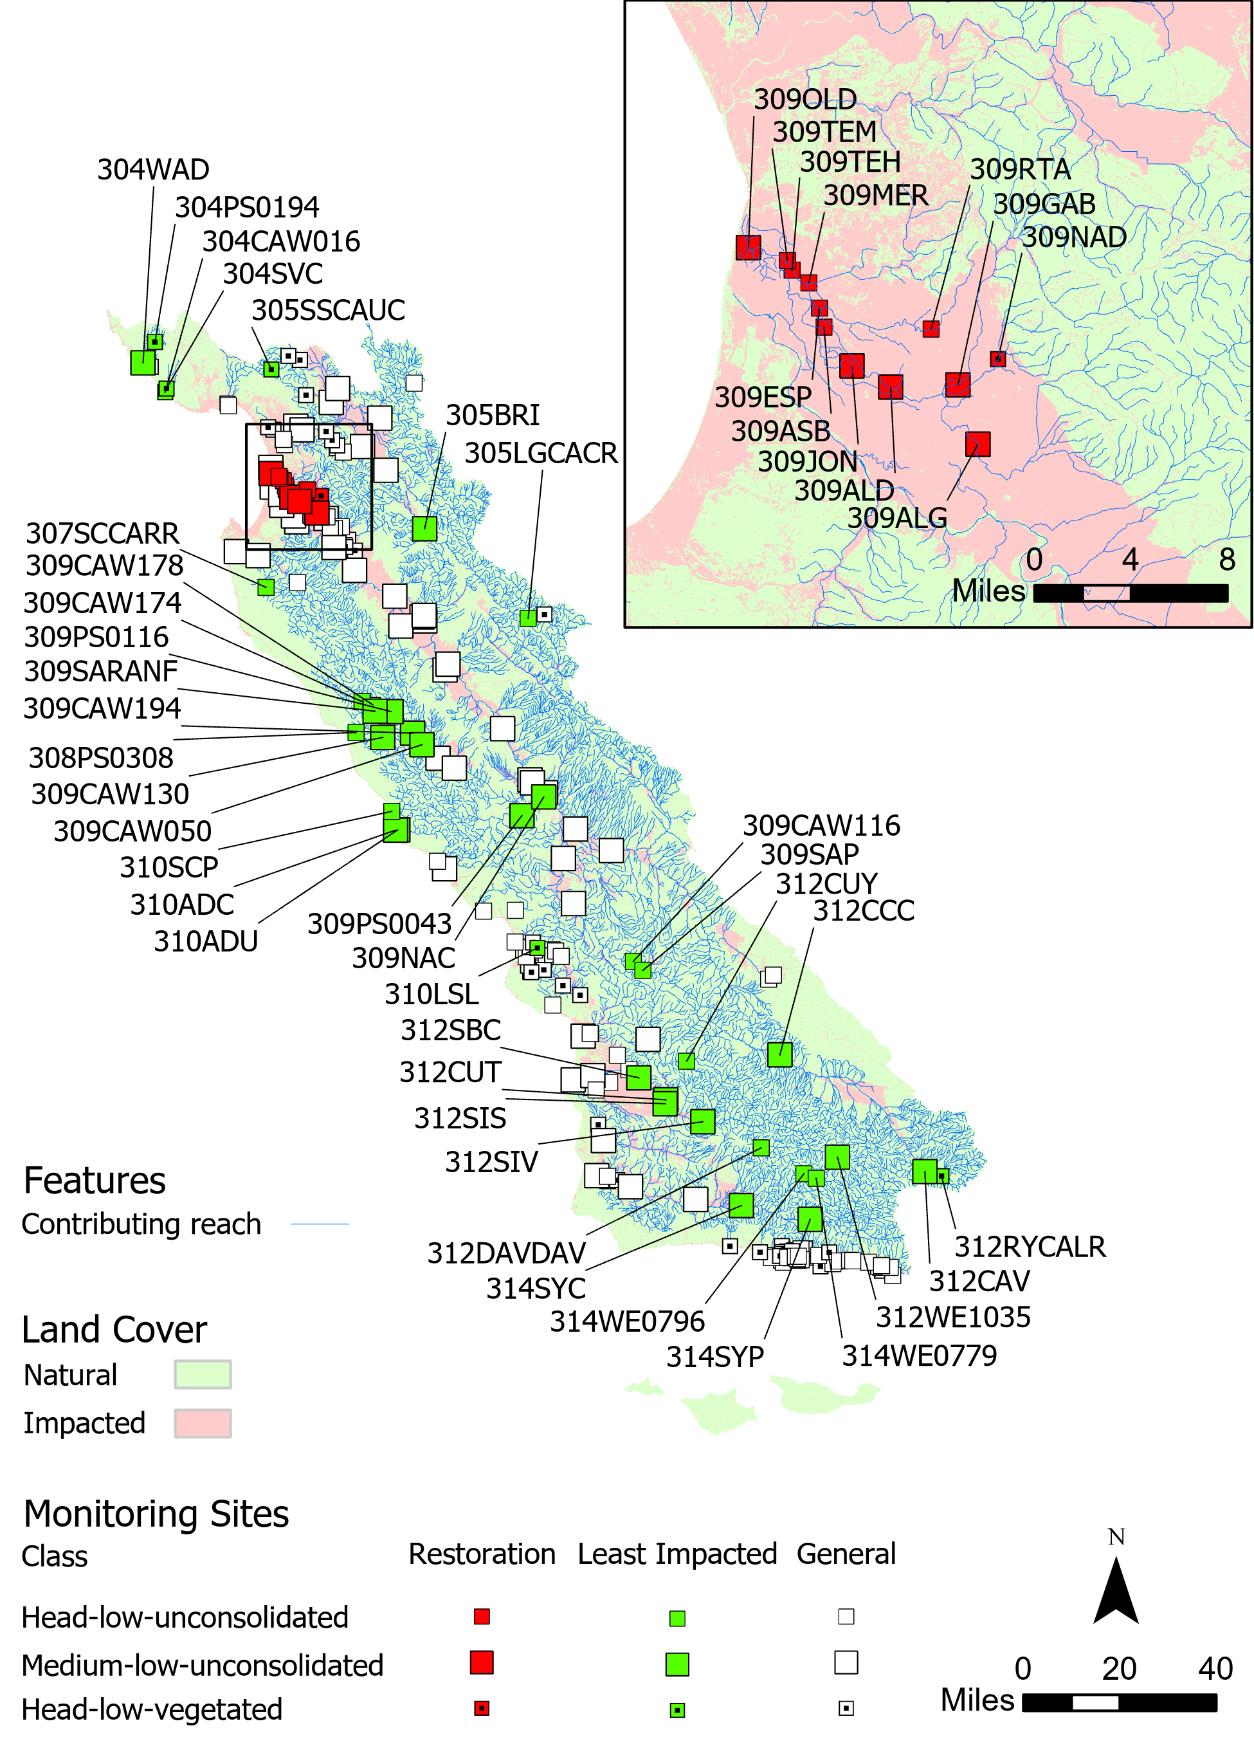 309OLD
309TEM
309TEH
309MER
309RTA
309GAB
309NAD
309ESP
309ASB
309JON
309ALD
309ALG
0 4 8
Miles
304WAD
304PS0194
304CAW016
304SVC
305SSCAUC
305BRI
305LGCACR
307SCCARR
309CAW178
309CAW174
309PS0116
309SARANF
309CAW194
308PS0308
309CAW130
309CAW050
310SCP
310ADC
310ADU
309PS0043
309NAC
310LSL
312SBC
312CUT
312SIS
312SIV
309CAW116
309SAP
312CUY
312CCC
312DAVDAV
314SYC
314WE0796
314SYP
312RYCALR
312CAV
312WE1035
314WE0779
Features
Contributing reach
Land Cover
Natural
Impacted
Monitoring Sites
Class Restoration Least Impacted General
Head-low-unconsolidated
Medium-low-unconsolidated
Head-low-vegetated
N
0 20 40
Miles